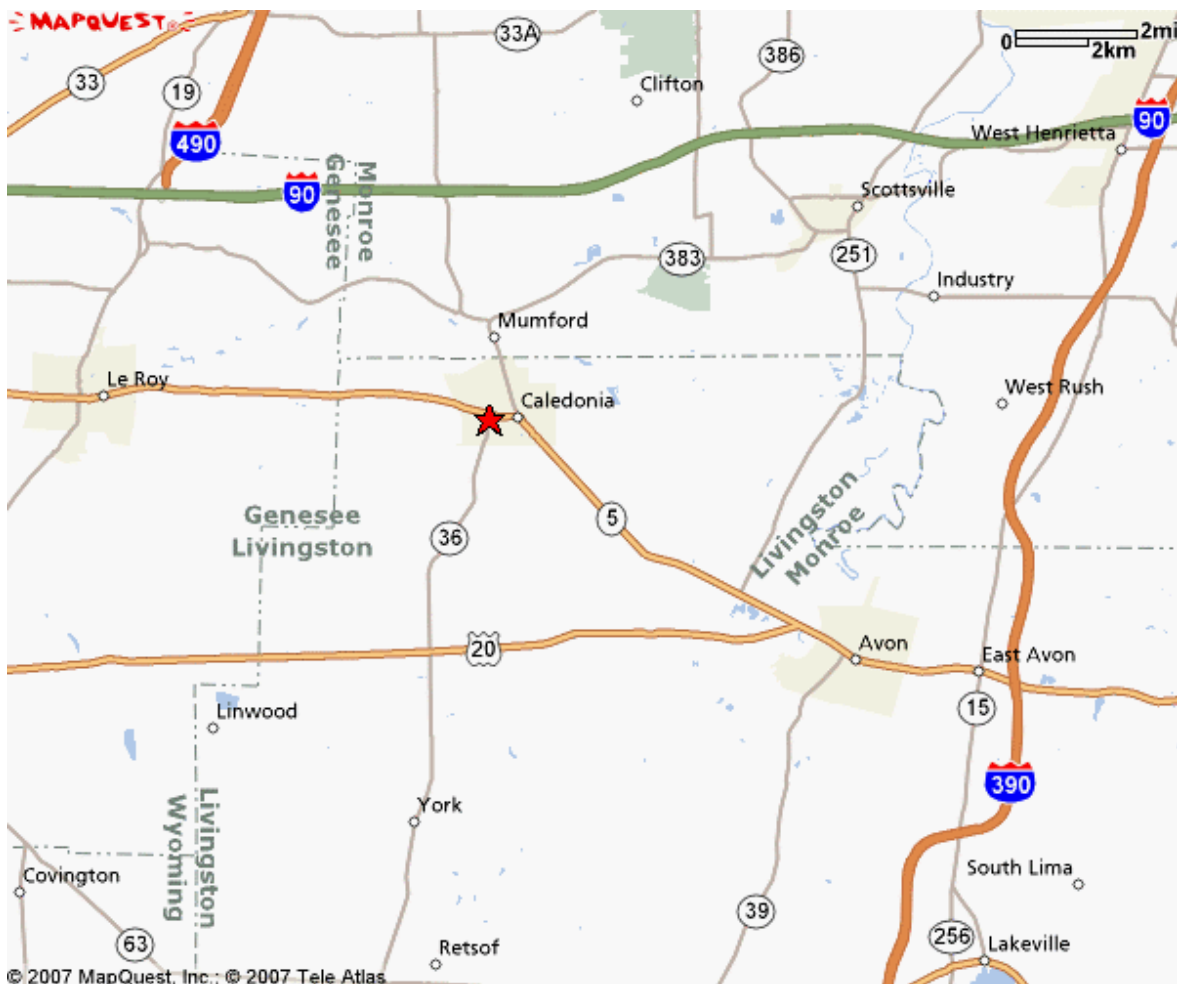 MAPQUEST
33A
386
0
2mi
2km
33
19
Clifton
490
90
West Henrietta
90
Monroe
Genesee
Scottsville
383
251
Industry
Mumford
Le Roy
Caledonia
West Rush
Genesee
Livingston
5
36
Livingston
Monroe
20
Avon
East Avon
15
Linwood
390
York
Livingston
Wyoming
Covington
South Lima
39
63
256
Retsof
Lakeville
© 2007 MapQuest, Inc.; © 2007 Tele Atlas